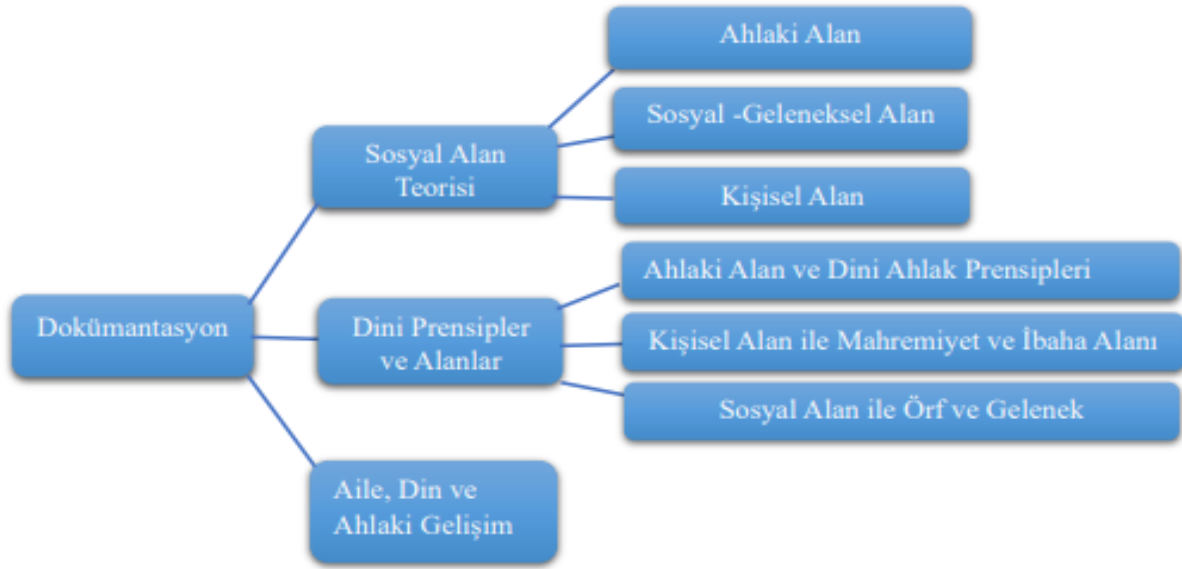 Ahlaki Alan
Sosyal -Geleneksel Alan
Sosyal Alan
Teorisi
Kişisel Alan
Ahlaki Alan ve Dini Ahlak Prensipleri
Dokümantasyon
Dini Prensipler
ve Alanlar
Kişisel Alan ile Mahremiyet ve İbaha Alanı
Sosyal Alan ile Örf ve Gelenek
Aile, Din ve
Ahlaki Gelişim